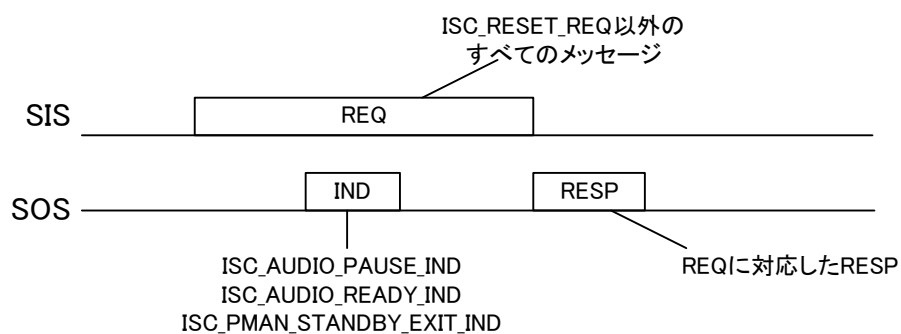 ISC_RESET_REQ以外の
すべてのメッセージ
SIS
REQ
SOS
IND
RESP
ISC_AUDIO_PAUSE_IND
ISC_AUDIO_READY_IND
ISC_PMAN_STANDBY_EXIT_IND
REQに対応したRESP